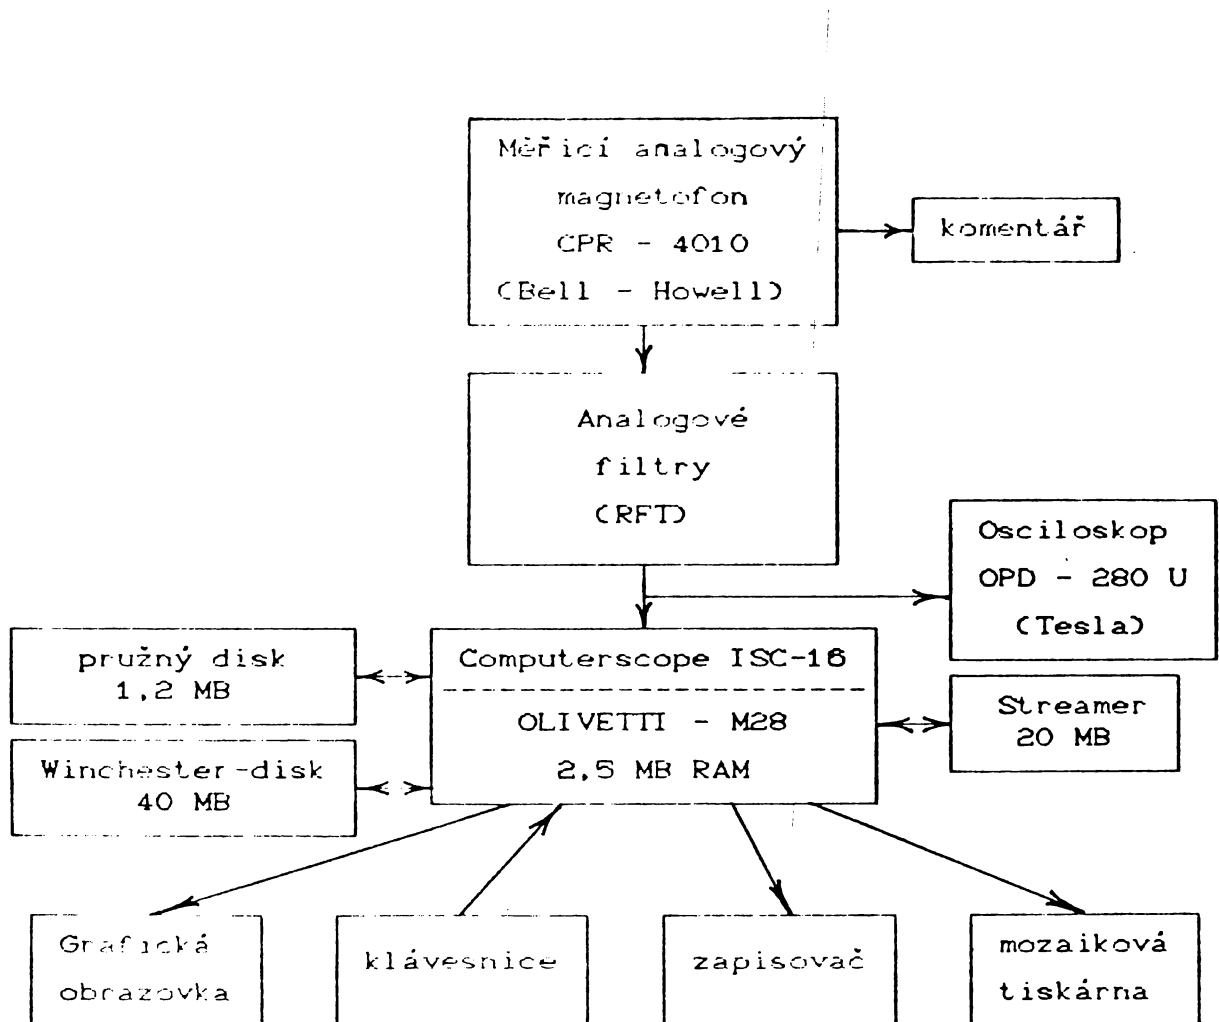 Měřicí analogový
magnetofon
CPR - 4010
(Bell - Howell)
komentář
Analogové
filtry
(RFT)
Osciloskop
OPD - 280 U
(Tesla)
pružný disk
1,2 MB
Computerscope ISC-16
OLIVETTI - M28
2,5 MB RAM
Streamer
20 MB
Winchester-disk
40 MB
Grafická
obrazovka
klávesnice
zapisovač
mozaiková
tiskárna